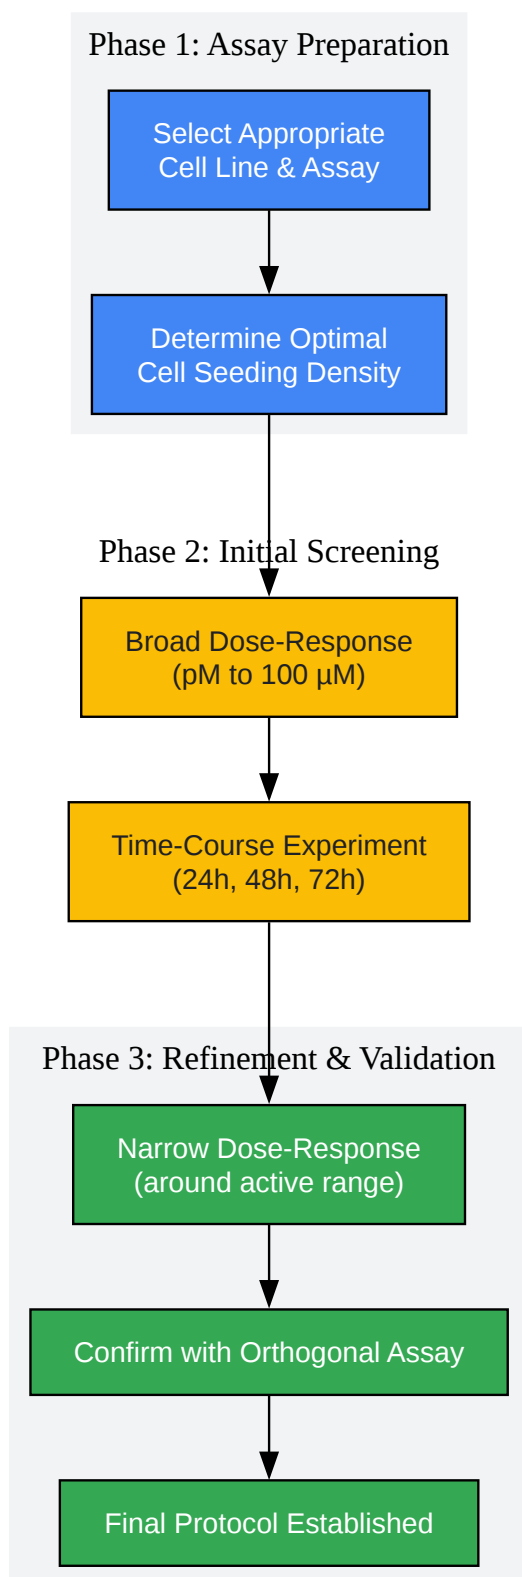 Phase 1: Assay Preparation
Select Appropriate
Cell Line & Assay
Determine Optimal
Cell Seeding Density
Phase 2: Initial Screening
Broad Dose-Response
(pM to 100 µM)
Time-Course Experiment
(24h, 48h, 72h)
Phase 3: Refinement & Validation
Narrow Dose-Response
(around active range)
Confirm with Orthogonal Assay
Final Protocol Established